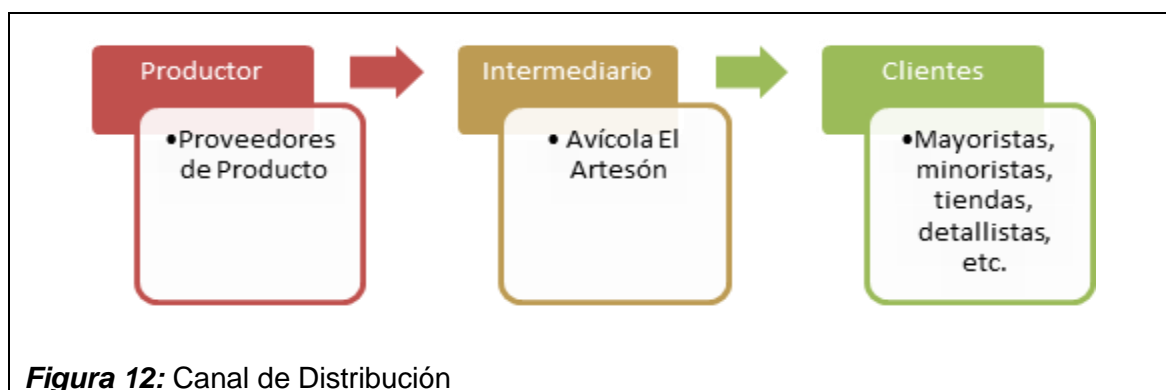 Productor
•Proveedores
de Producto
Intermediario
• Avícola El
Artesón
Clientes
•Mayoristas,
minoristas,
tiendas,
detallistas,
etc.
Figura 12: Canal de Distribución